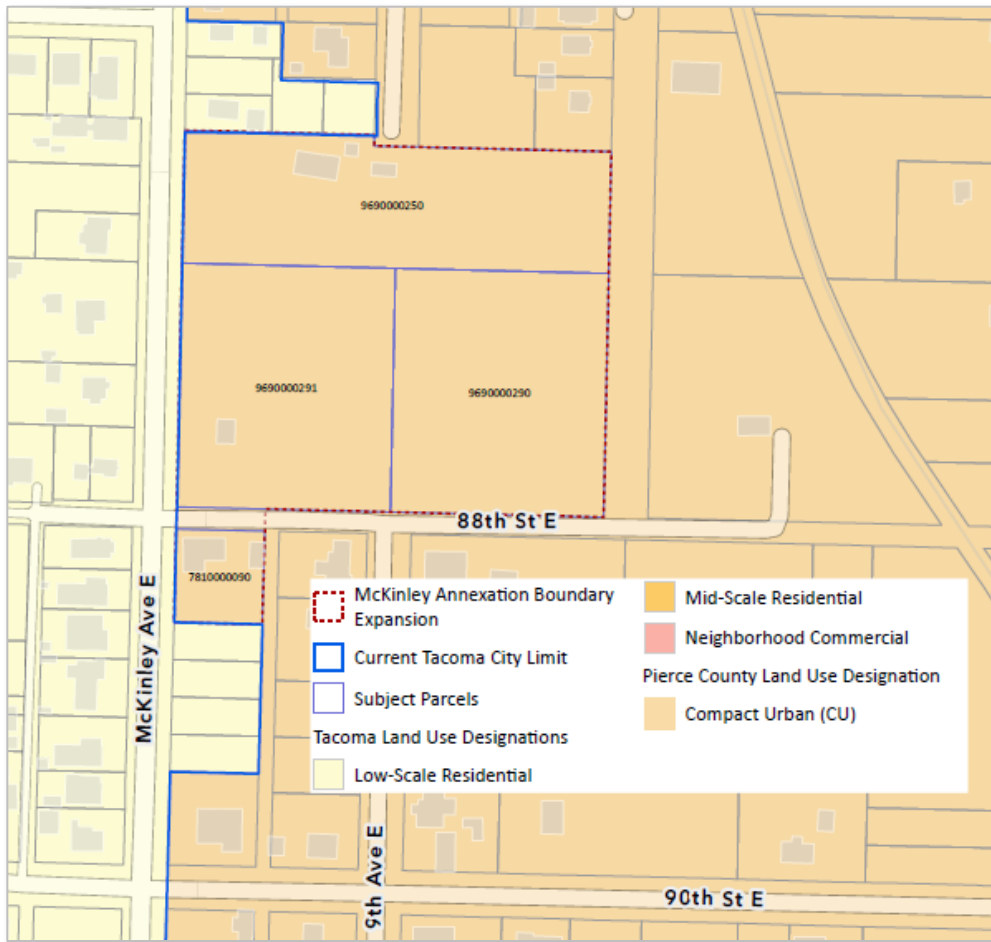 9690000250
9690000291
9690000290
88th St E
7810000090
McKinley Ave E
McKinley Annexation Boundary
Expansion
Current Tacoma City Limit
Subject Parcels
Tacoma Land Use Designations
Low-Scale Residential
Mid-Scale Residential
Neighborhood Commercial
Pierce County Land Use Designation
Compact Urban (CU)
9th Ave E
90th St E